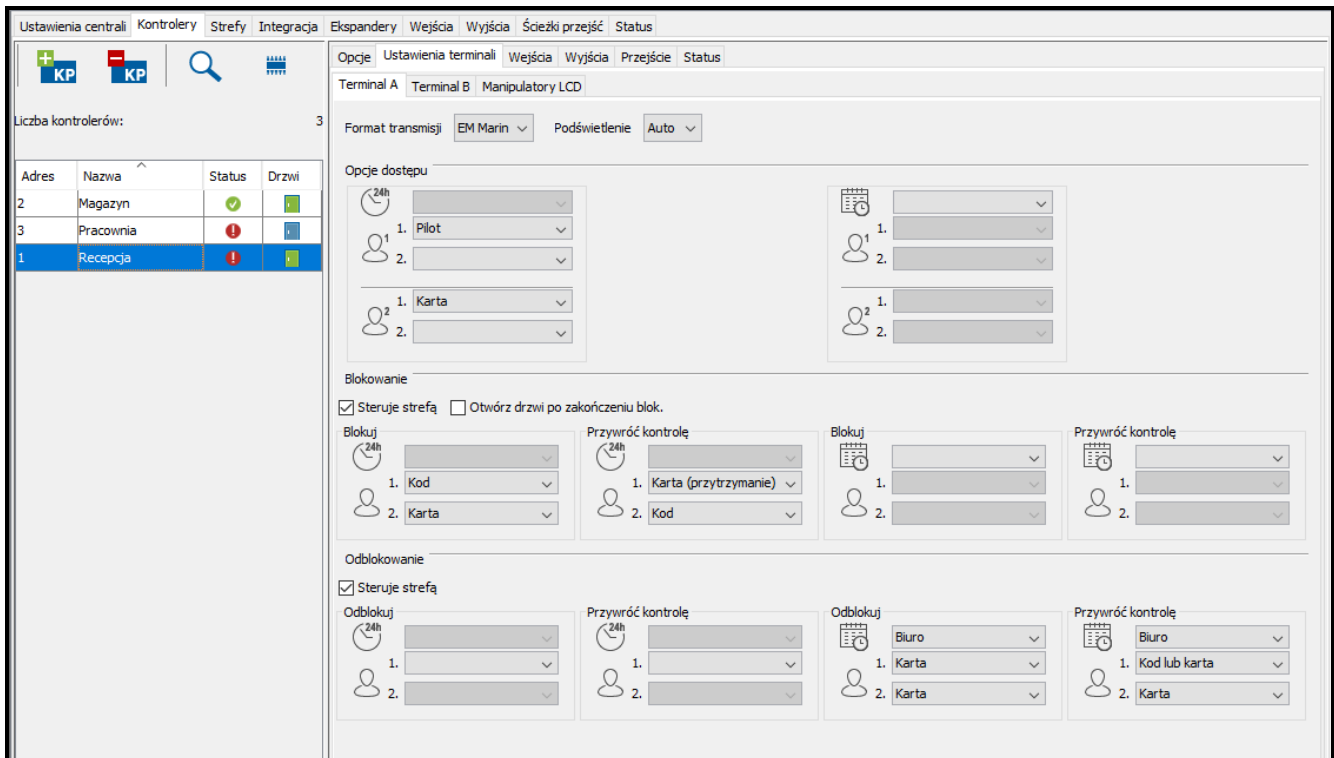 Ustawienia centrali Kontrolery Strefy Integracja Ekspandery Wejścia Wyjścia Ścieżki przejść Status
KP KP
Liczba kontrolerów: 3
Adres Nazwa Status Drzwi
2 Magazyn
3 Pracownia
1 Recepcja
Opcje Ustawienia terminali Wejścia Wyjścia Przejście Status
Terminal A Terminal B Manipulatory LCD
Format transmisji EM Marin Podświetlenie Auto
Opcje dostępu
24h
1 1. Pilot 1 1.
2. 2.
2 1. Karta 2 1.
2. 2.
Blokowanie
Steruje strefą Otwórz drzwi po zakończeniu blok.
Blokuj Przywróć kontrolę Blokuj Przywróć kontrolę
24h 24h
1. Kod 1. Karta (przytrzymanie) 1. 1.
2. Karta 2. Kod 2. 2.
Odblokowanie
Steruje strefą
Odblokuj Przywróć kontrolę Odblokuj Przywróć kontrolę
24h 24h Biuro Biuro
1. 1. 1. Karta 1. Kod lub karta
2. 2. 2. Karta 2. Karta